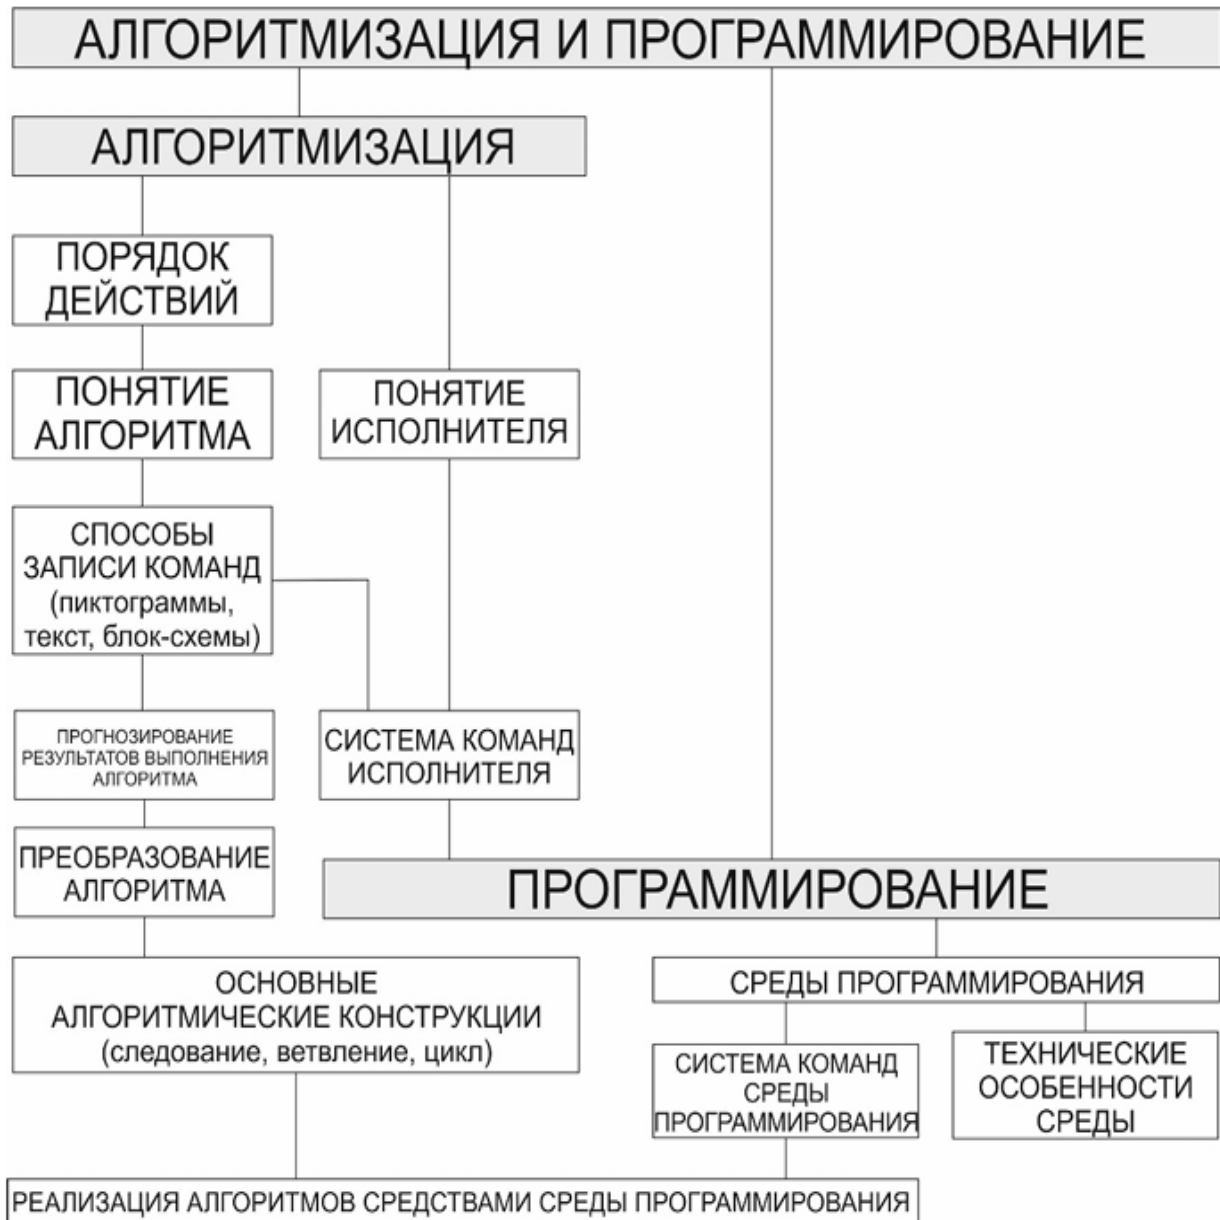 АЛГОРИТМИЗАЦИЯ И ПРОГРАММИРОВАНИЕ
АЛГОРИТМИЗАЦИЯ
ПОРЯДОК
ДЕЙСТВИЙ
ПОНЯТИЕ
АЛГОРИТМА
ПОНЯТИЕ
ИСПОЛНИТЕЛЯ
СПОСОБЫ
ЗАПИСИ КОМАНД
(пиктограммы,
текст, блок-схемы)
ПРОГНОЗИРОВАНИЕ
РЕЗУЛЬТАТОВ ВЫПОЛНЕНИЯ
АЛГОРИТМА
СИСТЕМА КОМАНД
ИСПОЛНИТЕЛЯ
ПРЕОБРАЗОВАНИЕ
АЛГОРИТМА
ПРОГРАММИРОВАНИЕ
ОСНОВНЫЕ
АЛГОРИТМИЧЕСКИЕ КОНСТРУКЦИИ
(следование, ветвление, цикл)
СРЕДЫ ПРОГРАММИРОВАНИЯ
СИСТЕМА КОМАНД
СРЕДЫ
ПРОГРАММИРОВАНИЯ
ТЕХНИЧЕСКИЕ
ОСОБЕННОСТИ
СРЕДЫ
РЕАЛИЗАЦИЯ АЛГОРИТМОВ СРЕДСТВАМИ СРЕДЫ ПРОГРАММИРОВАНИЯ